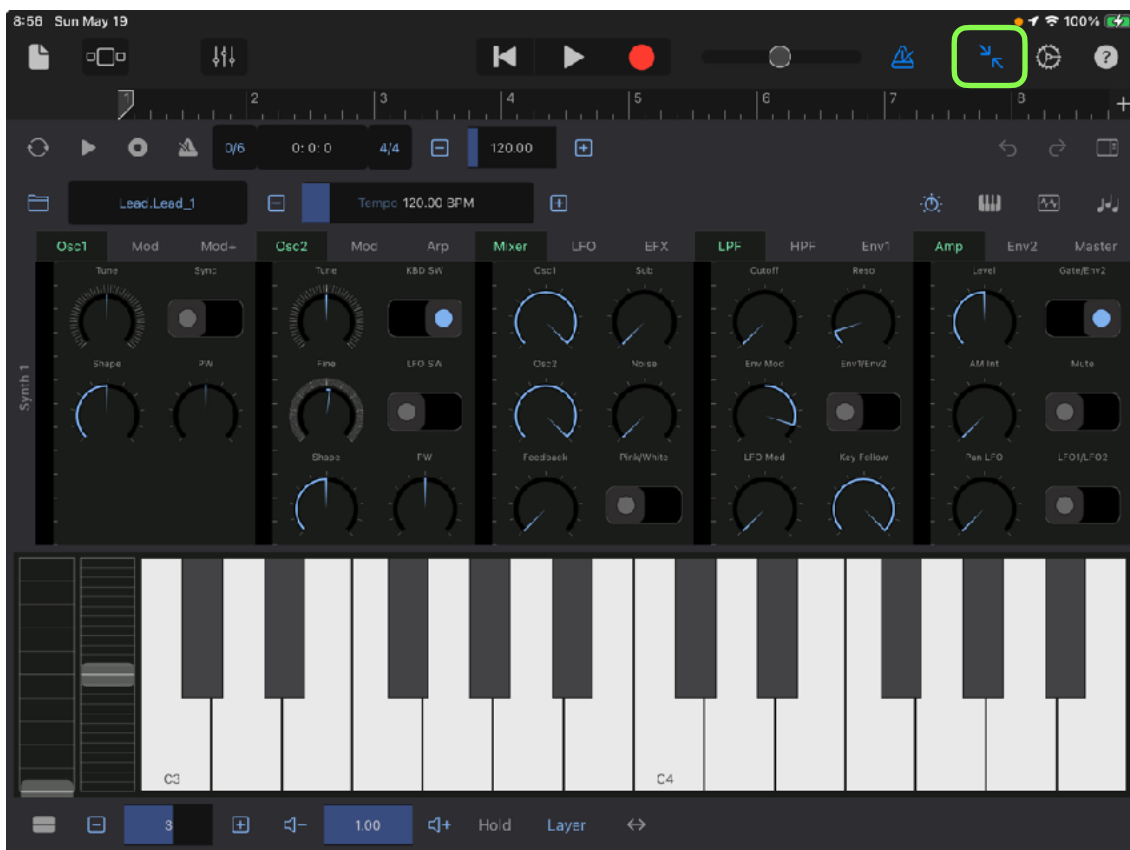 8:56 Sun May 19 100%
?
1 2 3 4 5 6 7 8 +
0/6 0: 0: 0 4/4 120.00
Lead.Lead_1 Tempo 120.00 BPM
Osc1 Mod Mod+ Osc2 Mod Arp Mixer LFO EFX LPF HPF Env1 Amp Env2 Master
Tune Sync Tune KBD SW Osc1 Sub Cutoff Reso Level Gate/Env2
Shape PW Fine LFO SW Osc2 Noise Env Mod Env1/Env2 AM Int Mute
Shape PW Feedback Pink/White LFO Mod Key Follow Pan LFO LFO1/LFO2
Synth 1
C3 C4
3 1.00 Hold Layer